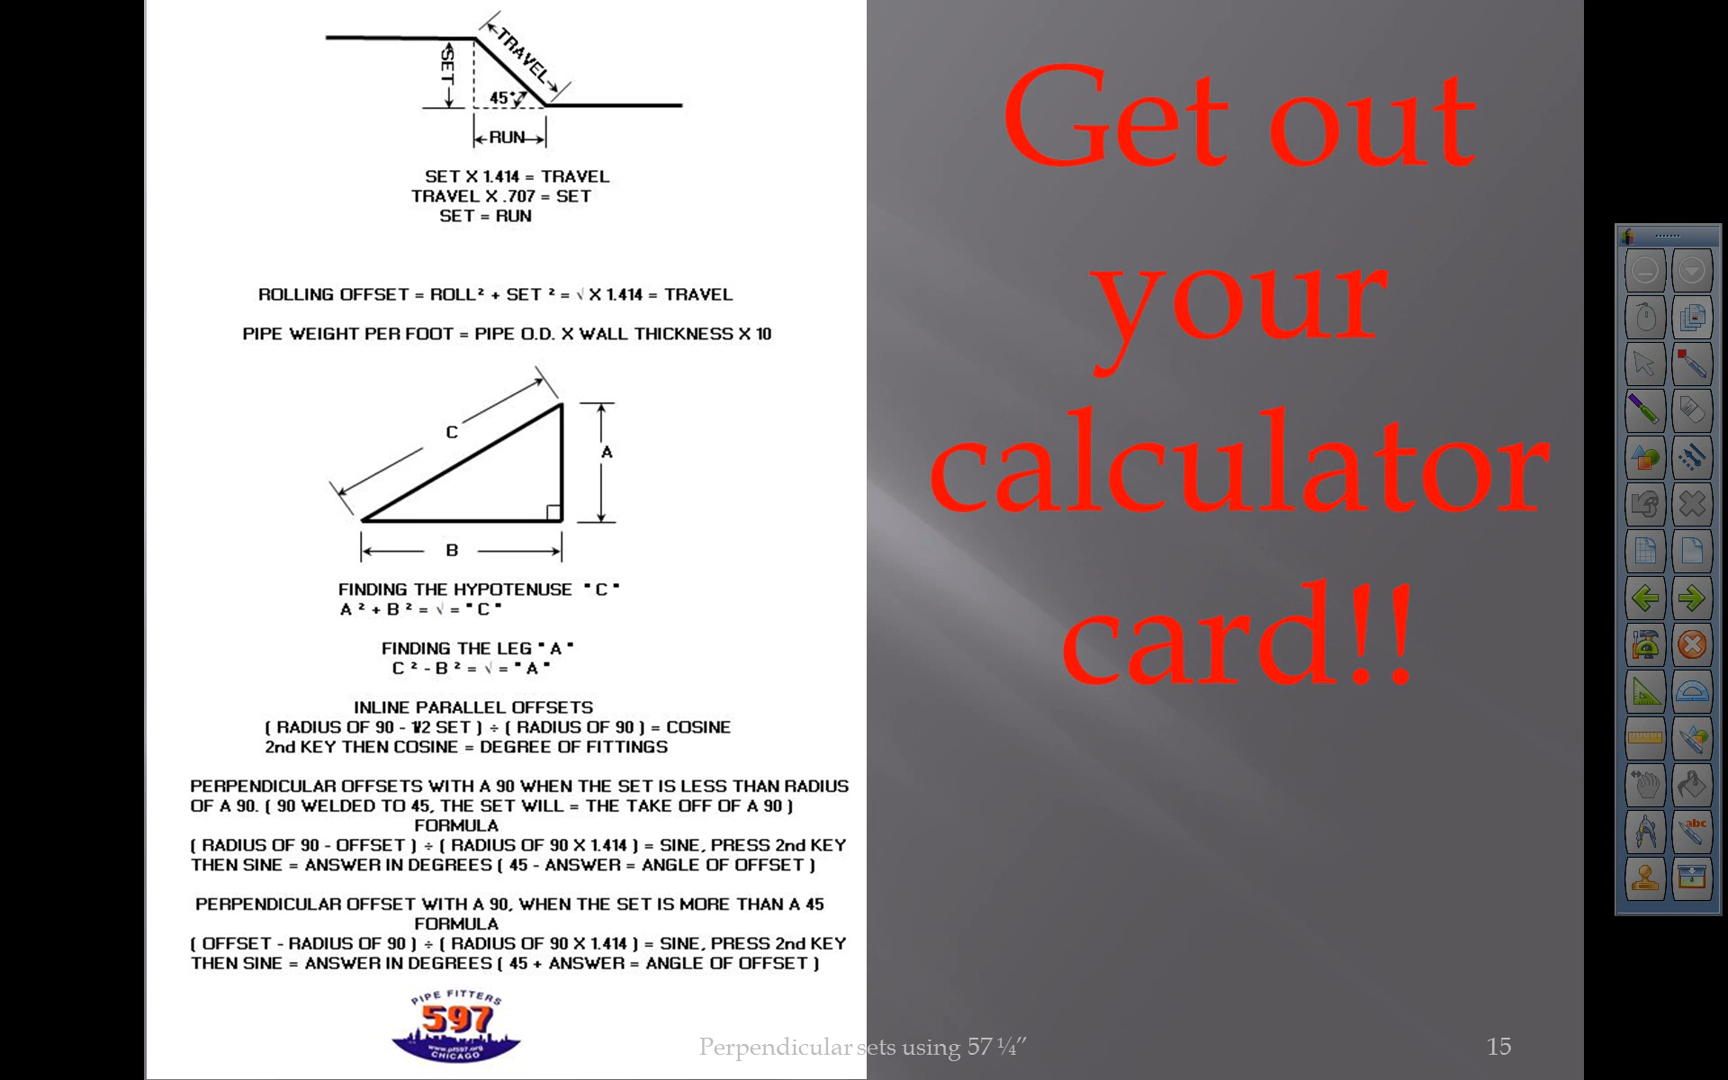 TRAVEL
SET
45°
RUN
SET X 1.414 = TRAVEL
TRAVEL X .707 = SET
SET = RUN
ROLLING OFFSET = ROLL² + SET ² = √ X 1.414 = TRAVEL
PIPE WEIGHT PER FOOT = PIPE O.D. X WALL THICKNESS X 10
C
A
B
FINDING THE HYPOTENUSE "C"
A ² + B ² = √ = "C"
FINDING THE LEG "A"
C ² - B ² = √ = "A"
INLINE PARALLEL OFFSETS
( RADIUS OF 90 - 1/2 SET ) ÷ ( RADIUS OF 90 ) = COSINE
2nd KEY THEN COSINE = DEGREE OF FITTINGS
PERPENDICULAR OFFSETS WITH A 90 WHEN THE SET IS LESS THAN RADIUS
OF A 90. ( 90 WELDED TO 45, THE SET WILL = THE TAKE OFF OF A 90 )
FORMULA
( RADIUS OF 90 - OFFSET ) ÷ ( RADIUS OF 90 X 1.414 ) = SINE, PRESS 2nd KEY
THEN SINE = ANSWER IN DEGREES ( 45 - ANSWER = ANGLE OF OFFSET )
PERPENDICULAR OFFSET WITH A 90, WHEN THE SET IS MORE THAN A 45
FORMULA
( OFFSET - RADIUS OF 90 ) ÷ ( RADIUS OF 90 X 1.414 ) = SINE, PRESS 2nd KEY
THEN SINE = ANSWER IN DEGREES ( 45 + ANSWER = ANGLE OF OFFSET )
PIPE FITTERS
597
www.pf597.org
CHICAGO
Get out
your
calculator
card!!
Perpendicular sets using 57 ¼"
15
abc